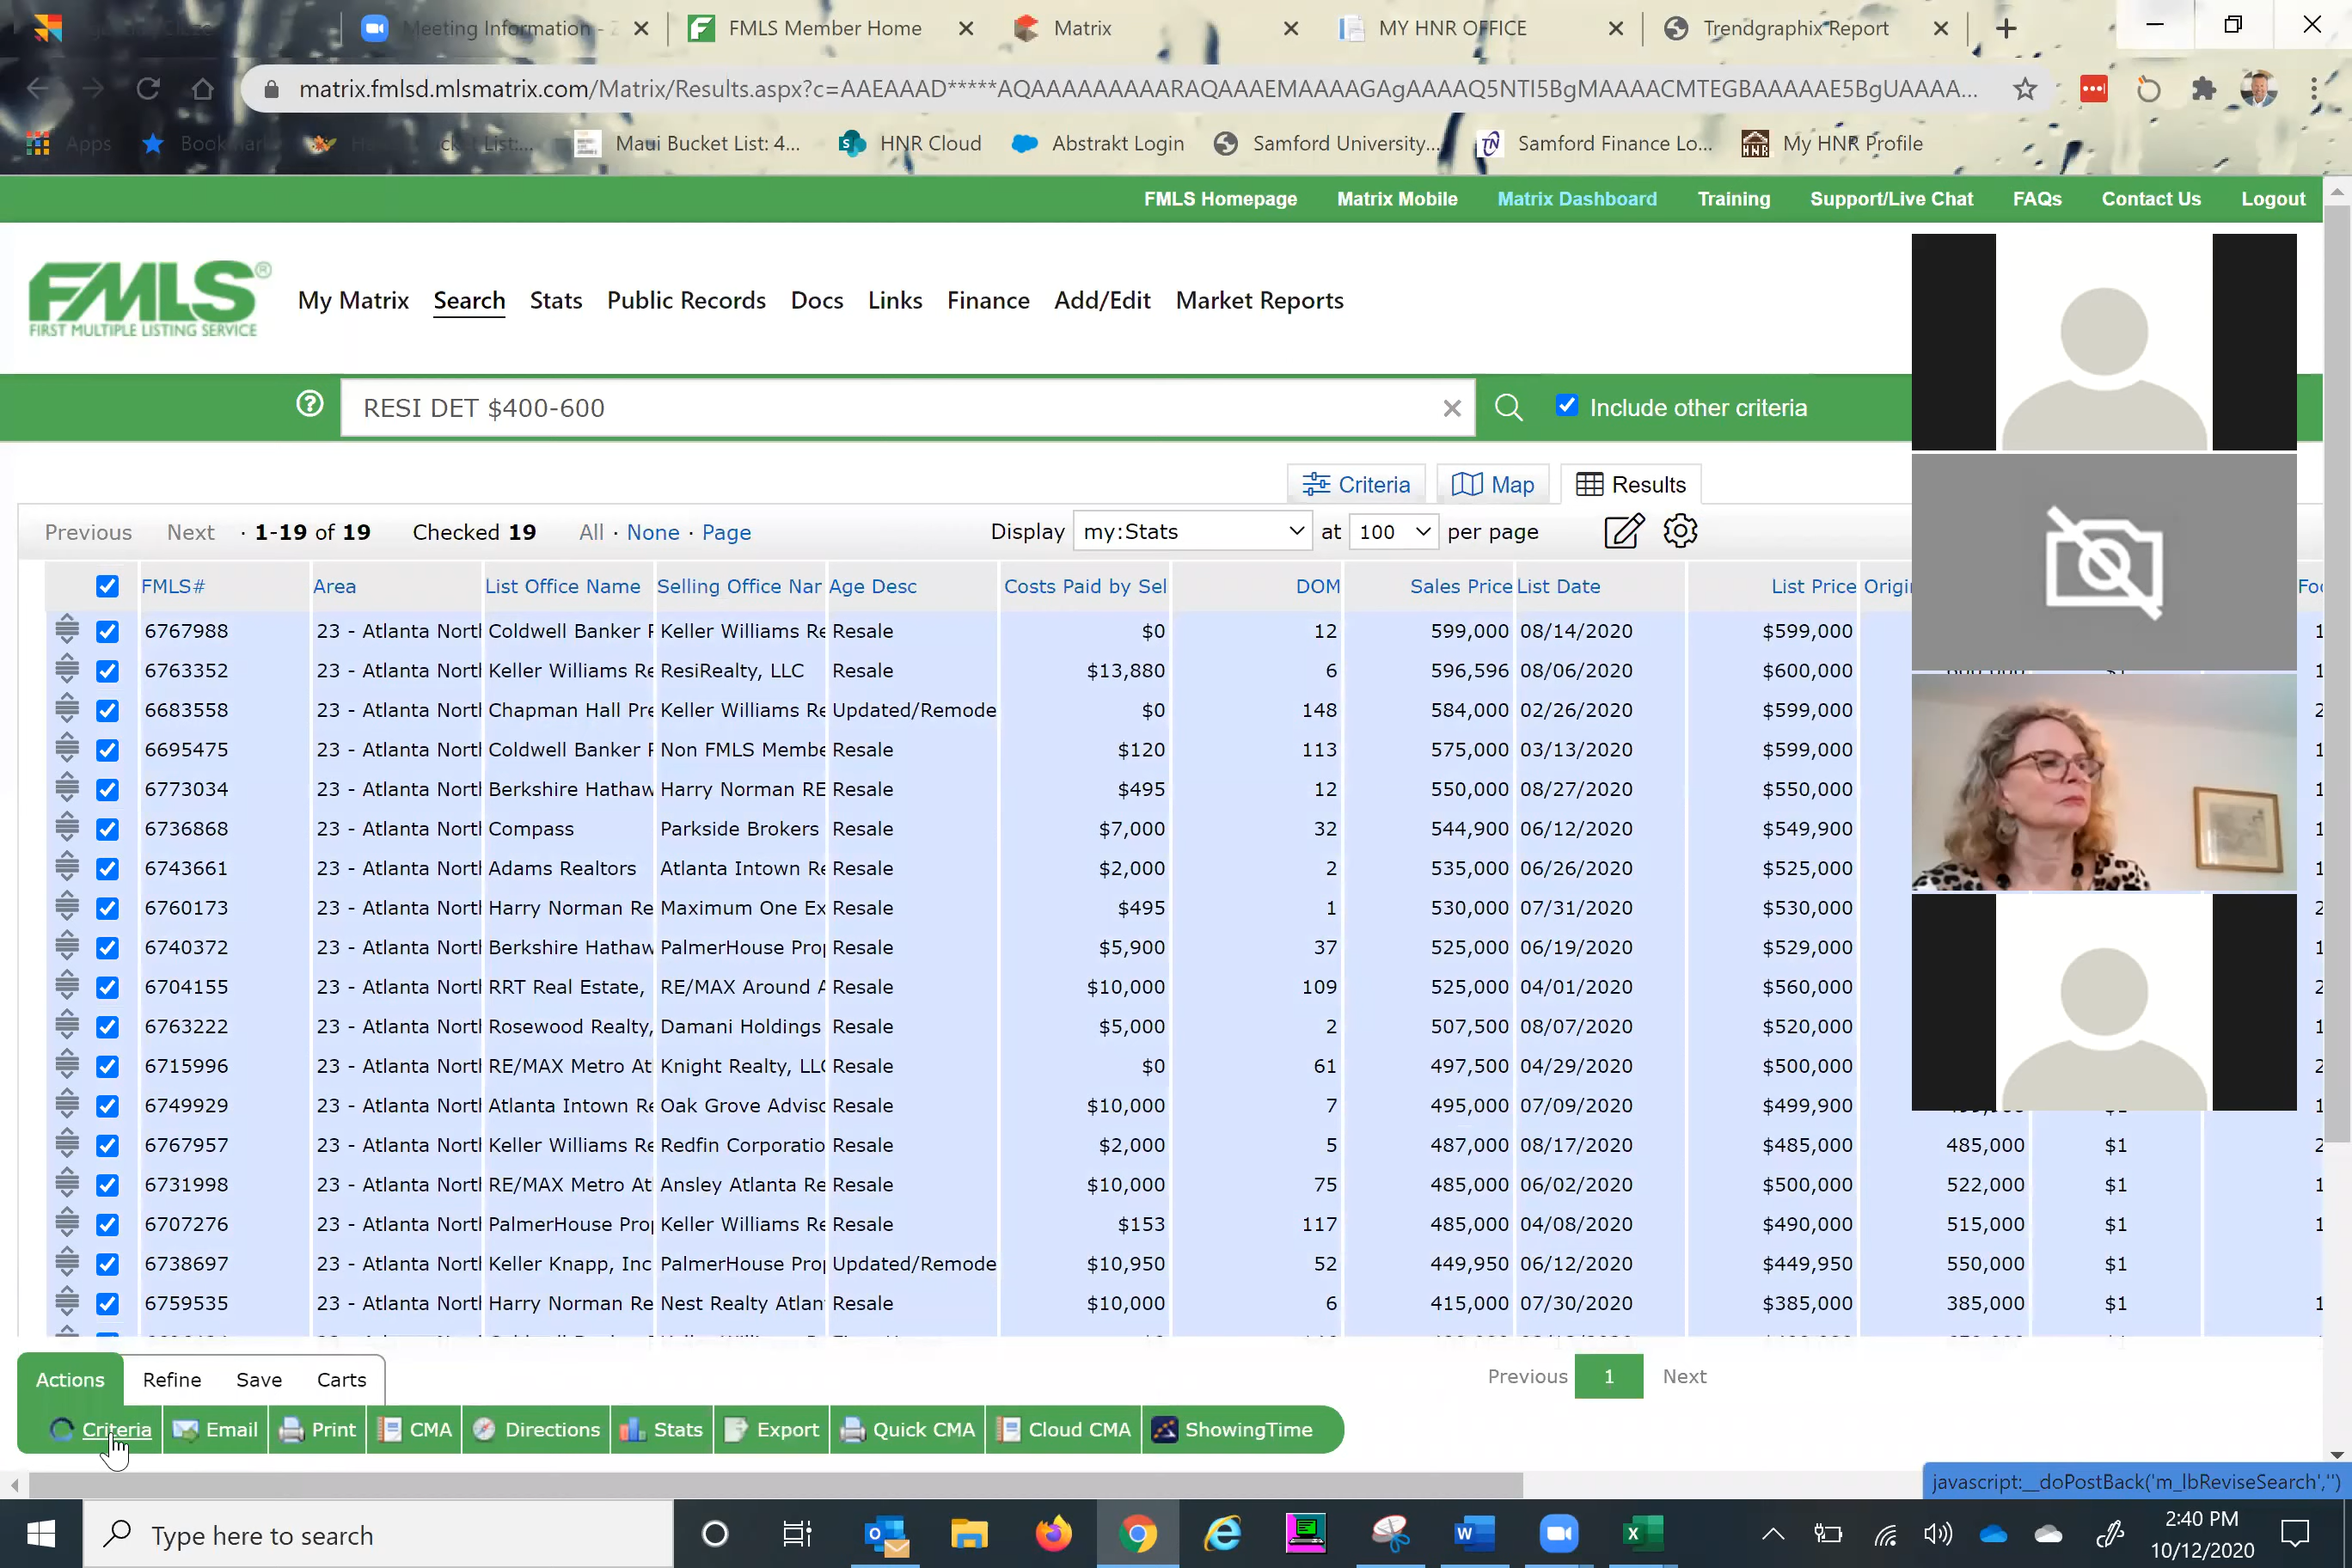 Meeting Information - Z
FMLS Member Home
Matrix
MY HNR OFFICE
Trendgraphix Report
matrix.fmlsd.mlsmatrix.com/Matrix/Results.aspx?c=AAEAAAD*****AQAAAAAAAAARAQAAAEMAAAAGAgAAAAQ5NTI5BgMAAAACMTEGBAAAAAE5BgUAAAA...
Apps
Maui Bucket List: 4...
HNR Cloud
Abstrakt Login
Samford University...
Samford Finance Lo...
My HNR Profile
FMLS Homepage Matrix Mobile Matrix Dashboard Training Support/Live Chat FAQs Contact Us Logout
FMLS®
FIRST MULTIPLE LISTING SERVICE
My Matrix Search Stats Public Records Docs Links Finance Add/Edit Market Reports
RESI DET $400-600
Include other criteria
Criteria Map Results
Previous Next · 1-19 of 19 Checked 19 All · None · Page Display my:Stats at 100 per page
FMLS# Area List Office Name Selling Office Nar Age Desc Costs Paid by Sel DOM Sales Price List Date List Price Origi
6767988 23 - Atlanta Nort Coldwell Banker Keller Williams Re Resale $0 12 599,000 08/14/2020 $599,000
6763352 23 - Atlanta Nort Keller Williams Re ResiRealty, LLC Resale $13,880 6 596,596 08/06/2020 $600,000
6683558 23 - Atlanta Nort Chapman Hall Pre Keller Williams Re Updated/Remode $0 148 584,000 02/26/2020 $599,000
6695475 23 - Atlanta Nort Coldwell Banker Non FMLS Membe Resale $120 113 575,000 03/13/2020 $599,000
6773034 23 - Atlanta Nort Berkshire Hathaw Harry Norman RE Resale $495 12 550,000 08/27/2020 $550,000
6736868 23 - Atlanta Nort Compass Parkside Brokers Resale $7,000 32 544,900 06/12/2020 $549,900
6743661 23 - Atlanta Nort Adams Realtors Atlanta Intown Re Resale $2,000 2 535,000 06/26/2020 $525,000
6760173 23 - Atlanta Nort Harry Norman Re Maximum One Ex Resale $495 1 530,000 07/31/2020 $530,000
6740372 23 - Atlanta Nort Berkshire Hathaw PalmerHouse Pro Resale $5,900 37 525,000 06/19/2020 $529,000
6704155 23 - Atlanta Nort RRT Real Estate, RE/MAX Around A Resale $10,000 109 525,000 04/01/2020 $560,000
6763222 23 - Atlanta Nort Rosewood Realty, Damani Holdings Resale $5,000 2 507,500 08/07/2020 $520,000
6715996 23 - Atlanta Nort RE/MAX Metro At Knight Realty, LL Resale $0 61 497,500 04/29/2020 $500,000
6749929 23 - Atlanta Nort Atlanta Intown Re Oak Grove Adviso Resale $10,000 7 495,000 07/09/2020 $499,900
6767957 23 - Atlanta Nort Keller Williams Re Redfin Corporatio Resale $2,000 5 487,000 08/17/2020 $485,000 485,000 $1
6731998 23 - Atlanta Nort RE/MAX Metro At Ansley Atlanta Re Resale $10,000 75 485,000 06/02/2020 $500,000 522,000 $1
6707276 23 - Atlanta Nort PalmerHouse Pro Keller Williams Re Resale $153 117 485,000 04/08/2020 $490,000 515,000 $1
6738697 23 - Atlanta Nort Keller Knapp, Inc PalmerHouse Pro Updated/Remode $10,950 52 449,950 06/12/2020 $449,950 550,000 $1
6759535 23 - Atlanta Nort Harry Norman Re Nest Realty Atlan Resale $10,000 6 415,000 07/30/2020 $385,000 385,000 $1
Actions Refine Save Carts
Previous 1 Next
Criteria Email Print CMA Directions Stats Export Quick CMA Cloud CMA ShowingTime
javascript:__doPostBack('m_lbReviseSearch','')
Type here to search
2:40 PM
10/12/2020